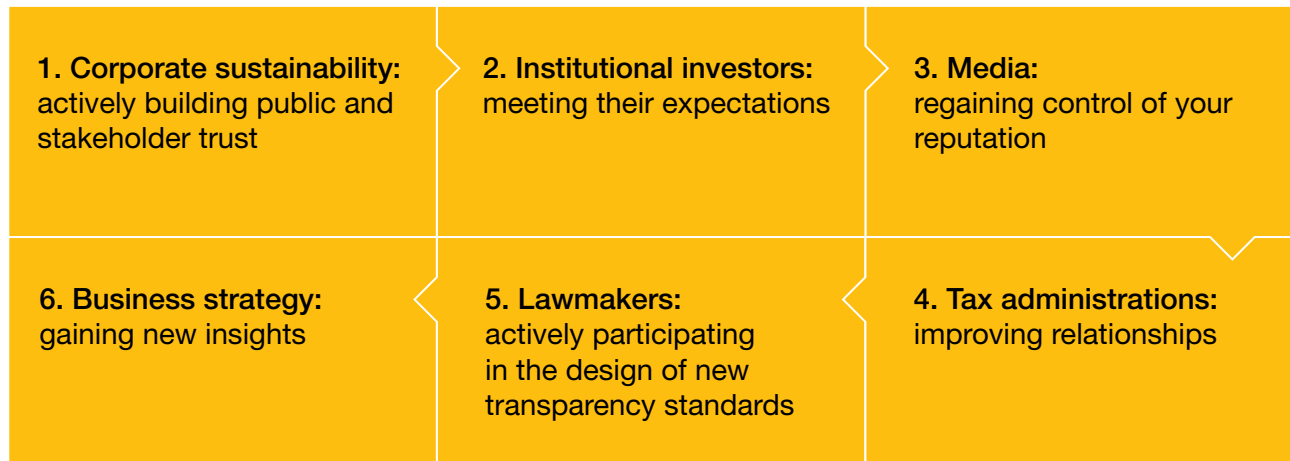 1. Corporate sustainability:
actively building public and
stakeholder trust
2. Institutional investors:
meeting their expectations
3. Media:
regaining control of your
reputation
4. Tax administrations:
improving relationships
5. Lawmakers:
actively participating
in the design of new
transparency standards
6. Business strategy:
gaining new insights